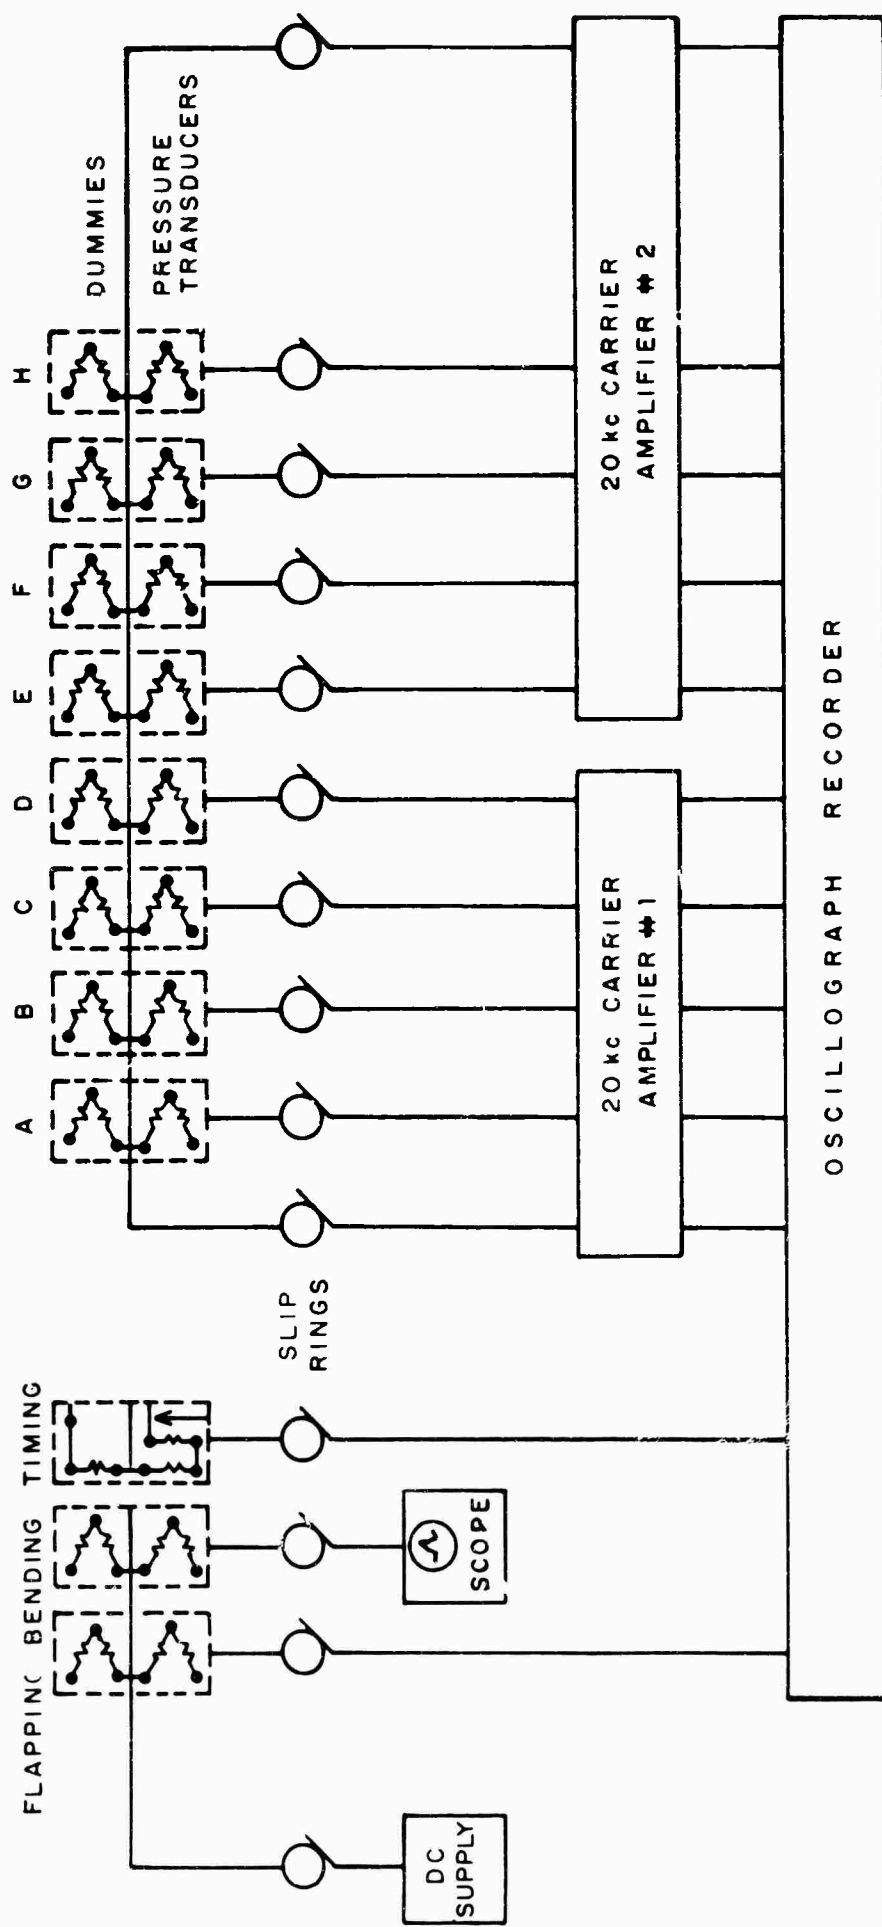 FLAPPING BENDING TIMING
A
B
C
D
E
F
G
H
DUMMIES
PRESSURE
TRANSDUCERS
SLIP
RINGS
DC
SUPPLY
SCOPE
20 kc CARRIER
AMPLIFIER #1
20 kc CARRIER
AMPLIFIER # 2
OSCILLOGRAPH RECORDER